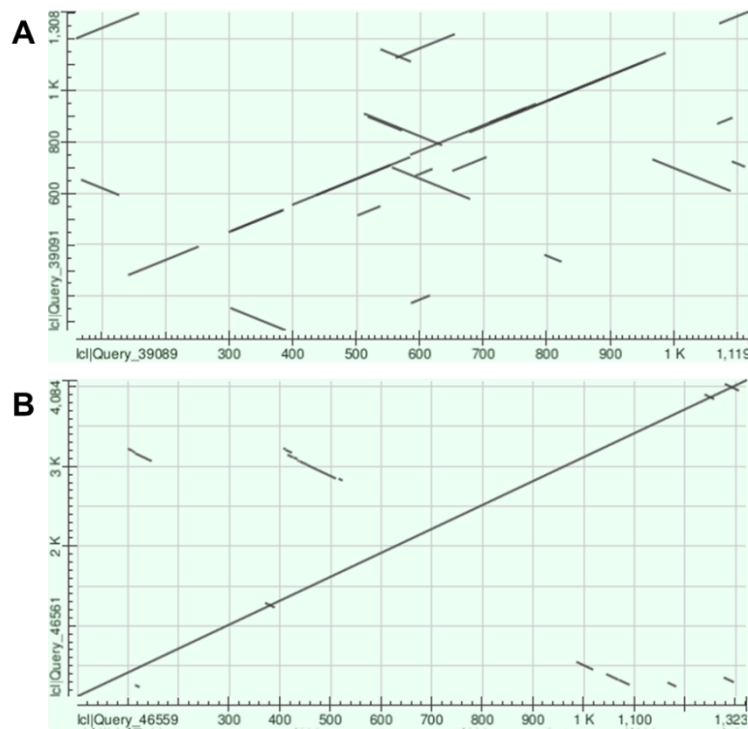 A
1,308
1 K
800
600
lcl|Query_39091
lcl|Query_39089
300
400
500
600
700
800
900
1 K
1,119
B
4,084
3 K
2 K
lcl|Query_46561
lcl|Query_46559
300
400
500
600
700
800
900
1 K
1,100
1,323